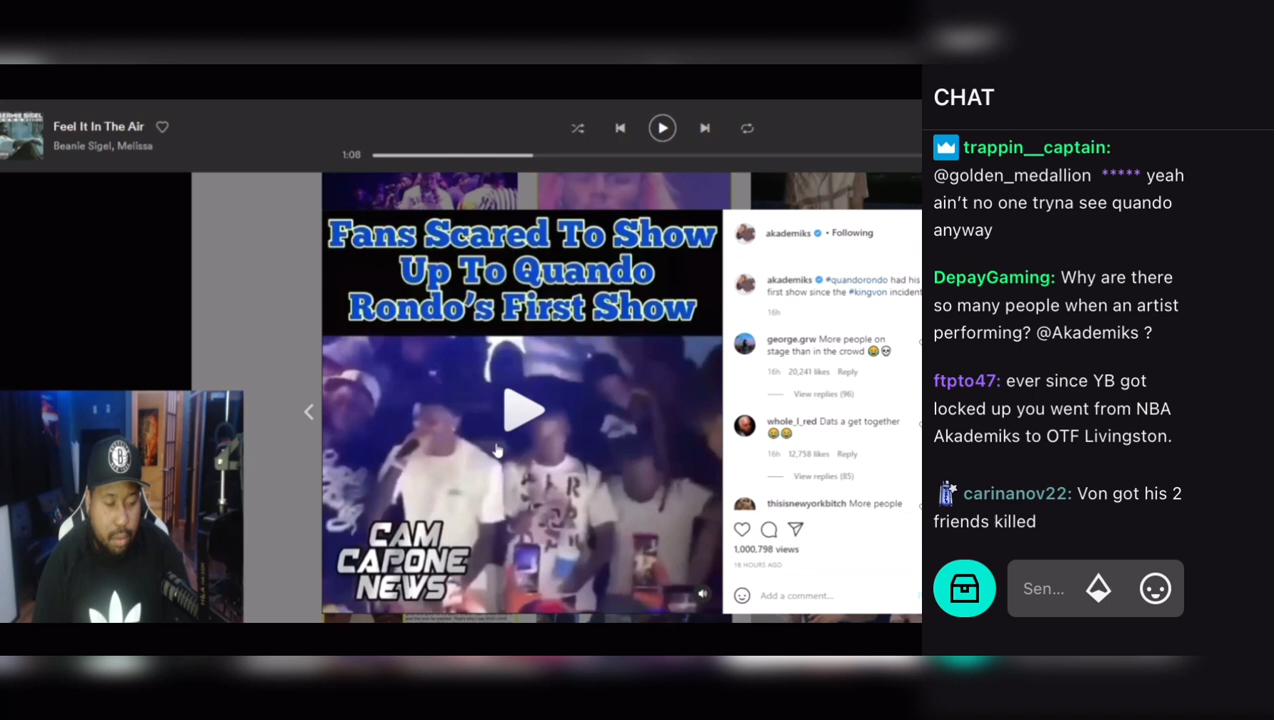 Feel It In The Air
Beanie Sigel, Melissa
1:08
Fans Scared To Show
Up To Quando
Rondo's First Show
CAM
CAPONE
NEWS
akademiks • Following
akademiks #quandorondo had his
first show since the #kingvon incident
16h
george.grw More people on
stage than in the crowd 😂💀
16h 20,241 likes Reply
View replies (96)
whole_l_red Dats a get together
😂😂
16h 12,758 likes Reply
View replies (85)
thisisnewyorkbitch More people
1,000,798 views
16 HOURS AGO
Add a comment...
CHAT
trappin__captain:
@golden_medallion ***** yeah
ain't no one tryna see quando
anyway
DepayGaming: Why are there
so many people when an artist
performing? @Akademiks ?
ftpto47: ever since YB got
locked up you went from NBA
Akademiks to OTF Livingston.
carinanov22: Von got his 2
friends killed
Sen...